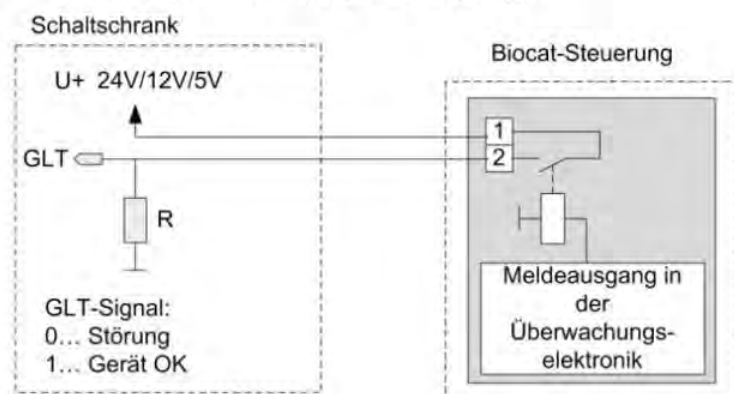 Schaltschrank
U+ 24V/12V/5V
GLT
R
GLT-Signal:
0... Störung
1... Gerät OK
Biocat-Steuerung
1
2
Meldeausgang in
der
Überwachungs-
elektronik